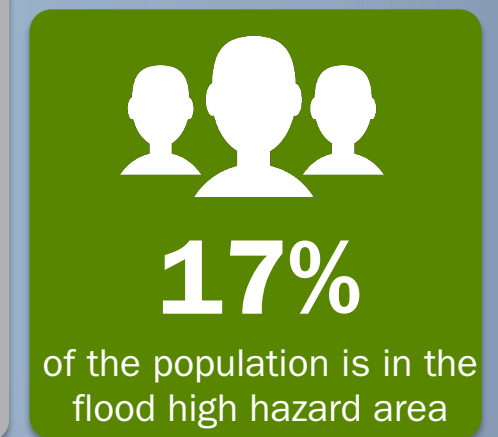 17%
of the population is in the
flood high hazard area